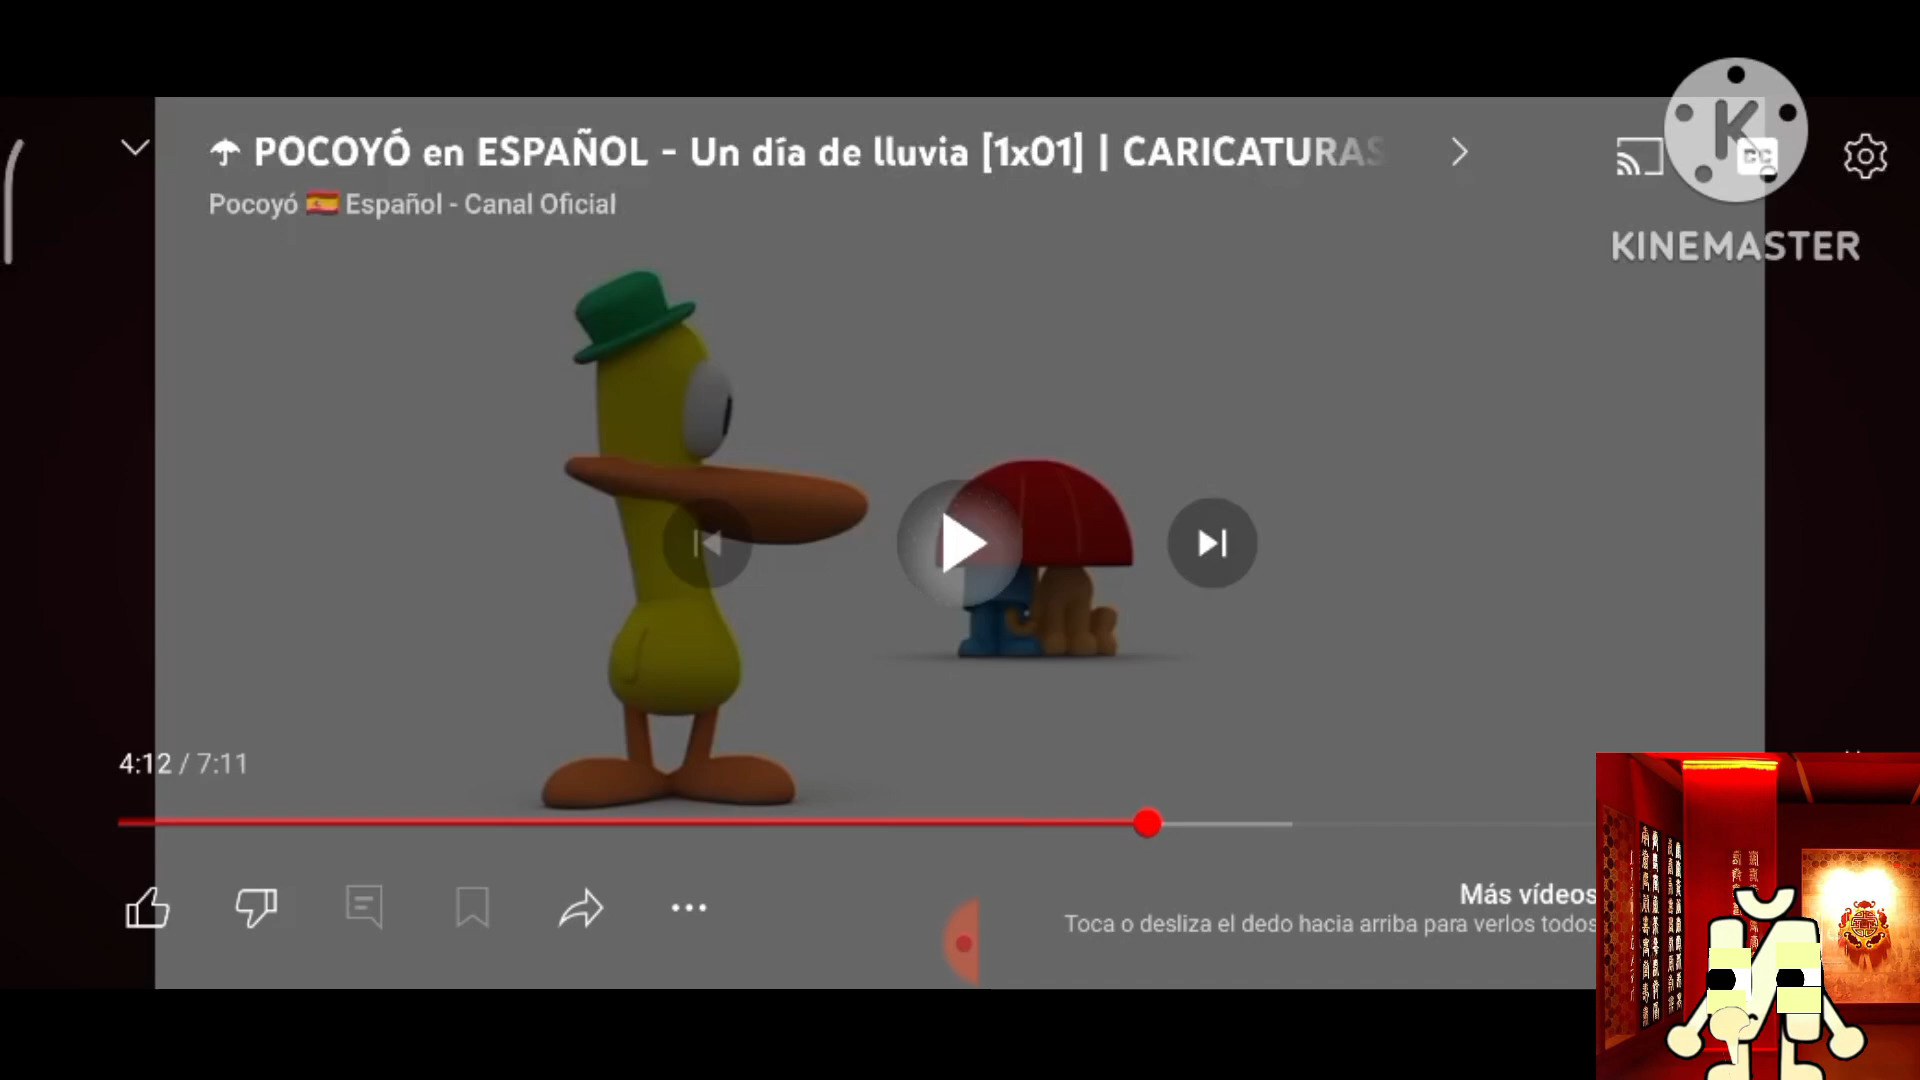 ☂ POCOYÓ en ESPAÑOL - Un día de lluvia [1x01] | CARICATURAS
Pocoyó 🇪🇸 Español - Canal Oficial
K
CC
KINEMASTER
4:12 / 7:11
Más vídeos
Toca o desliza el dedo hacia arriba para verlos todos